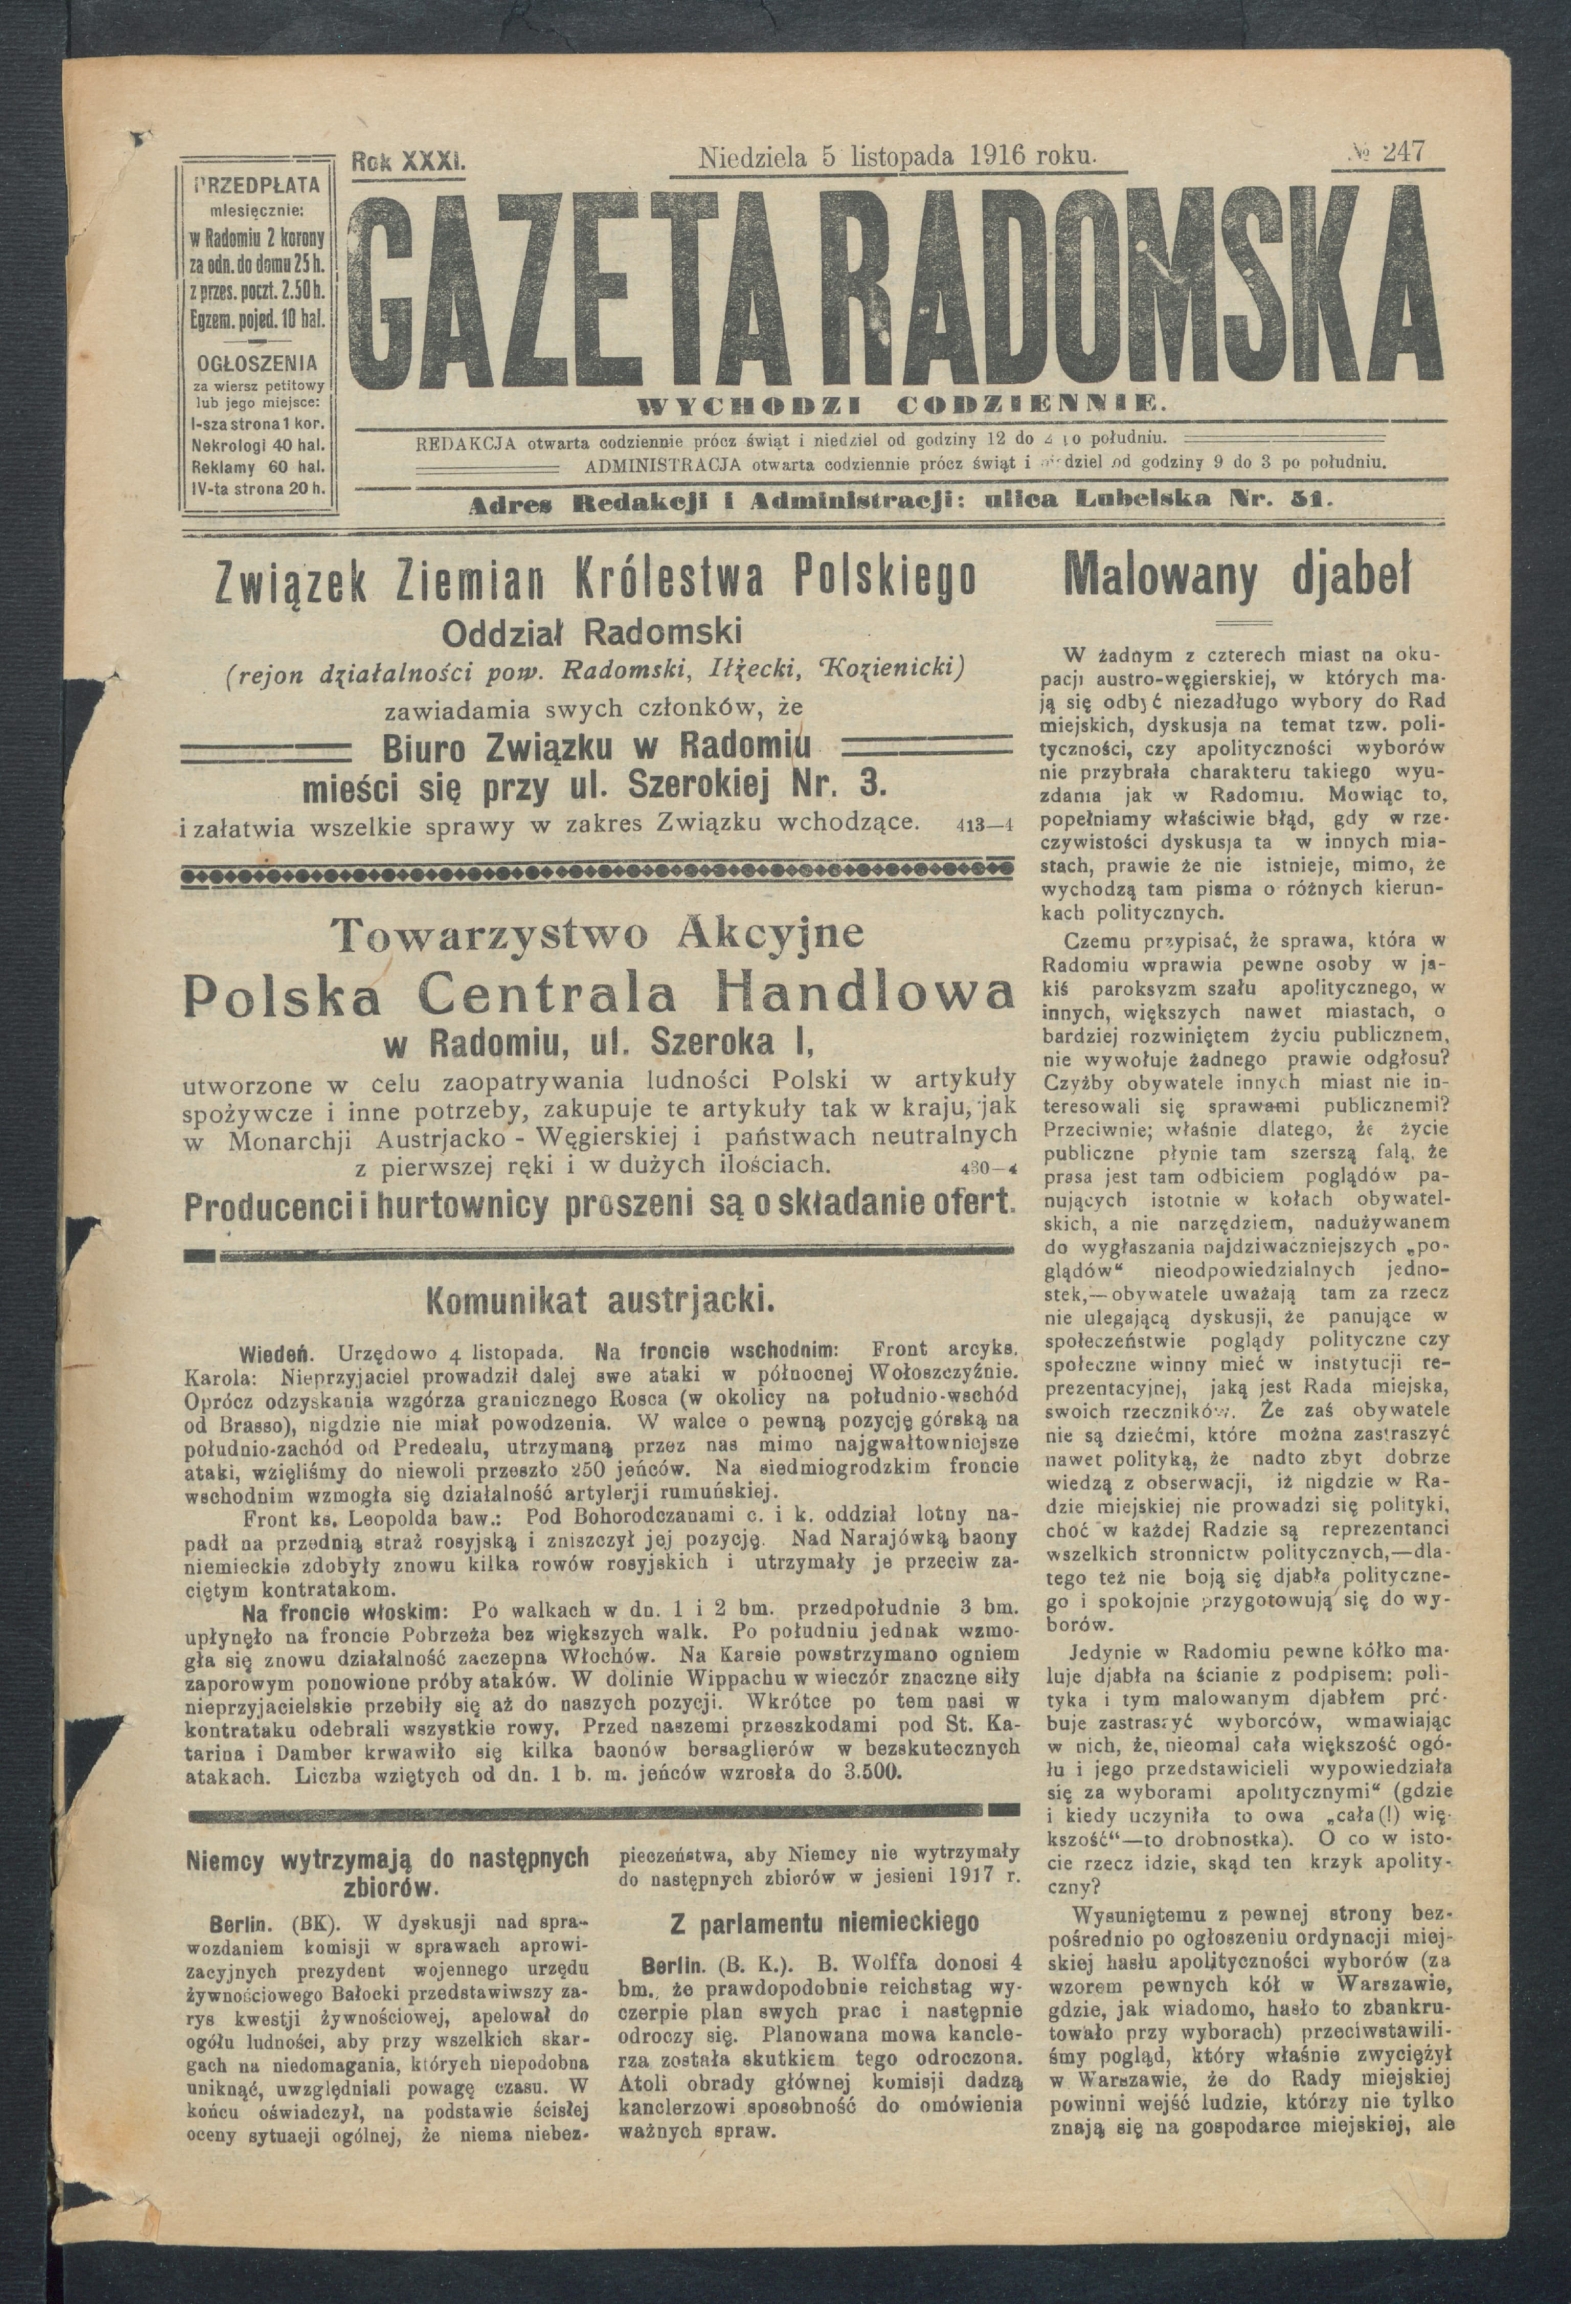 Rok XXXI.
Niedziela 5 listopada 1916 roku.
№ 247
PRZEDPŁATA
miesięcznie:
w Radomiu 2 korony
za odn. do domu 25 h.
z przes. poczt. 2.50 h.
Egzem. pojed. 10 hal.
OGŁOSZENIA
za wiersz petitowy
lub jego miejsce:
I-sza strona 1 kor.
Nekrologi 40 hal.
Reklamy 60 hal.
IV-ta strona 20 h.
GAZETA RADOMSKA
WYCHODZI CODZIENNIE.
REDAKCJA otwarta codziennie prócz świąt i niedziel od godziny 12 do południu.
ADMINISTRACJA otwarta codziennie prócz świąt i niedziel od godziny 9 do 3 po południu.
Adres Redakcji i Administracji: ulica Lubelska Nr. 51.
Związek Ziemian Królestwa Polskiego
Oddział Radomski
(rejon działalności pow. Radomski, Iłżecki, Kozienicki)
zawiadamia swych członków, że
Biuro Związku w Radomiu
mieści się przy ul. Szerokiej Nr. 3.
i załatwia wszelkie sprawy w zakres Związku wchodzące. 413—4
Towarzystwo Akcyjne
Polska Centrala Handlowa
w Radomiu, ul. Szeroka I,
utworzone w celu zaopatrywania ludności Polski w artykuły
spożywcze i inne potrzeby, zakupuje te artykuły tak w kraju, jak
w Monarchji Austrjacko - Węgierskiej i państwach neutralnych
z pierwszej ręki i w dużych ilościach. 430—4
Producenci i hurtownicy proszeni są o składanie ofert.
Komunikat austrjacki.
Wiedeń. Urzędowo 4 listopada. Na froncie wschodnim: Front arcyks.
Karola: Nieprzyjaciel prowadził dalej swe ataki w północnej Wołoszczyźnie.
Oprócz odzyskania wzgórza granicznego Rosca (w okolicy na południo-wschód
od Brasso), nigdzie nie miał powodzenia. W walce o pewną pozycję górską na
południo-zachód od Predealu, utrzymaną przez nas mimo najgwałtowniejsze
ataki, wzięliśmy do niewoli przeszło 250 jeńców. Na siedmiogrodzkim froncie
wschodnim wzmogła się działalność artylerji rumuńskiej.
Front ks. Leopolda baw.: Pod Bohorodczanami c. i k. oddział lotny na-
padł na przednią straż rosyjską i zniszczył jej pozycję. Nad Narajówką baony
niemieckie zdobyły znowu kilka rowów rosyjskich i utrzymały je przeciw za-
ciętym kontratakom.
Na froncie włoskim: Po walkach w dn. 1 i 2 bm. przedpołudnie 3 bm.
upłynęło na froncie Pobrzeża bez większych walk. Po południu jednak wzmo-
gła się znowu działalność zaczepna Włochów. Na Karsie powstrzymano ogniem
zaporowym ponowione próby ataków. W dolinie Wippachu w wieczór znaczne siły
nieprzyjacielskie przebiły się aż do naszych pozycji. Wkrótce po tem nasi w
kontrataku odebrali wszystkie rowy. Przed naszemi przeszkodami pod St. Ka-
tarina i Damber krwawiło się kilka baonów bersaglierów w bezskutecznych
atakach. Liczba wziętych od dn. 1 b. m. jeńców wzrosła do 3.500.
Niemcy wytrzymają do następnych
zbiorów.
Berlin. (BK). W dyskusji nad spra-
wozdaniem komisji w sprawach aprowi-
zacyjnych prezydent wojennego urzędu
żywnościowego Bałocki przedstawiwszy za-
rys kwestji żywnościowej, apelował do
ogółu ludności, aby przy wszelkich skar-
gach na niedomagania, których niepodobna
uniknąć, uwzględniali powagę czasu. W
końcu oświadczył, na podstawie ścisłej
oceny sytuacji ogólnej, że niema niebez-
pieczeństwa, aby Niemcy nie wytrzymały
do następnych zbiorów w jesieni 1917 r.
Z parlamentu niemieckiego
Berlin. (B. K.). B. Wolffa donosi 4
bm., że prawdopodobnie reichstag wy-
czerpie plan swych prac i następnie
odroczy się. Planowana mowa kancle-
rza została skutkiem tego odroczona.
Atoli obrady głównej komisji dadzą
kanclerzowi sposobność do omówienia
ważnych spraw.
Malowany djabeł
W żadnym z czterech miast na oku-
pacji austro-węgierskiej, w których ma-
ją się odbyć niezadługo wybory do Rad
miejskich, dyskusja na temat tzw. poli-
tyczności, czy apolityczności wyborów
nie przybrała charakteru takiego wyu-
zdania jak w Radomiu. Mówiąc to,
popełniamy właściwie błąd, gdy w rze-
czywistości dyskusja ta w innych mia-
stach, prawie że nie istnieje, mimo, że
wychodzą tam pisma o różnych kierun-
kach politycznych.
Czemu przypisać, że sprawa, która w
Radomiu wprawia pewne osoby w ja-
kiś paroksyzm szału apolitycznego, w
innych, większych nawet miastach, o
bardziej rozwiniętem życiu publicznem,
nie wywołuje żadnego prawie odgłosu?
Czyżby obywatele innych miast nie in-
teresowali się sprawami publicznemi?
Przeciwnie; właśnie dlatego, że życie
publiczne płynie tam szerszą falą, że
prasa jest tam odbiciem poglądów pa-
nujących istotnie w kołach obywatel-
skich, a nie narzędziem, nadużywanem
do wygłaszania najdziwaczniejszych „po-
glądów“ nieodpowiedzialnych jedno-
stek,—obywatele uważają tam za rzecz
nie ulegającą dyskusji, że panujące w
społeczeństwie poglądy polityczne czy
społeczne winny mieć w instytucji re-
prezentacyjnej, jaką jest Rada miejska,
swoich rzeczników. Że zaś obywatele
nie są dziećmi, które można zastraszyć
nawet polityką, że nadto zbyt dobrze
wiedzą z obserwacji, iż nigdzie w Ra-
dzie miejskiej nie prowadzi się polityki,
choć w każdej Radzie są reprezentanci
wszelkich stronnictw politycznych,—dla-
tego też nie boją się djabła polityczne-
go i spokojnie przygotowują się do wy-
borów.
Jedynie w Radomiu pewne kółko ma-
luje djabła na ścianie z podpisem: poli-
tyka i tym malowanym djabłem pró-
buje zastraszyć wyborców, wmawiając
w nich, że, nieomal cała większość ogó-
łu i jego przedstawicieli wypowiedziała
się za wyborami apolitycznymi“ (gdzie
i kiedy uczyniła to owa „cała(!) wię-
kszość“—to drobnostka). O co w isto-
cie rzecz idzie, skąd ten krzyk apolity-
czny?
Wysuniętemu z pewnej strony bez-
pośrednio po ogłoszeniu ordynacji miej-
skiej hasłu apolityczności wyborów (za
wzorem pewnych kół w Warszawie,
gdzie, jak wiadomo, hasło to zbankru-
towało przy wyborach) przeciwstawili-
śmy pogląd, który właśnie zwyciężył
w Warszawie, że do Rady miejskiej
powinni wejść ludzie, którzy nie tylko
znają się na gospodarce miejskiej, ale